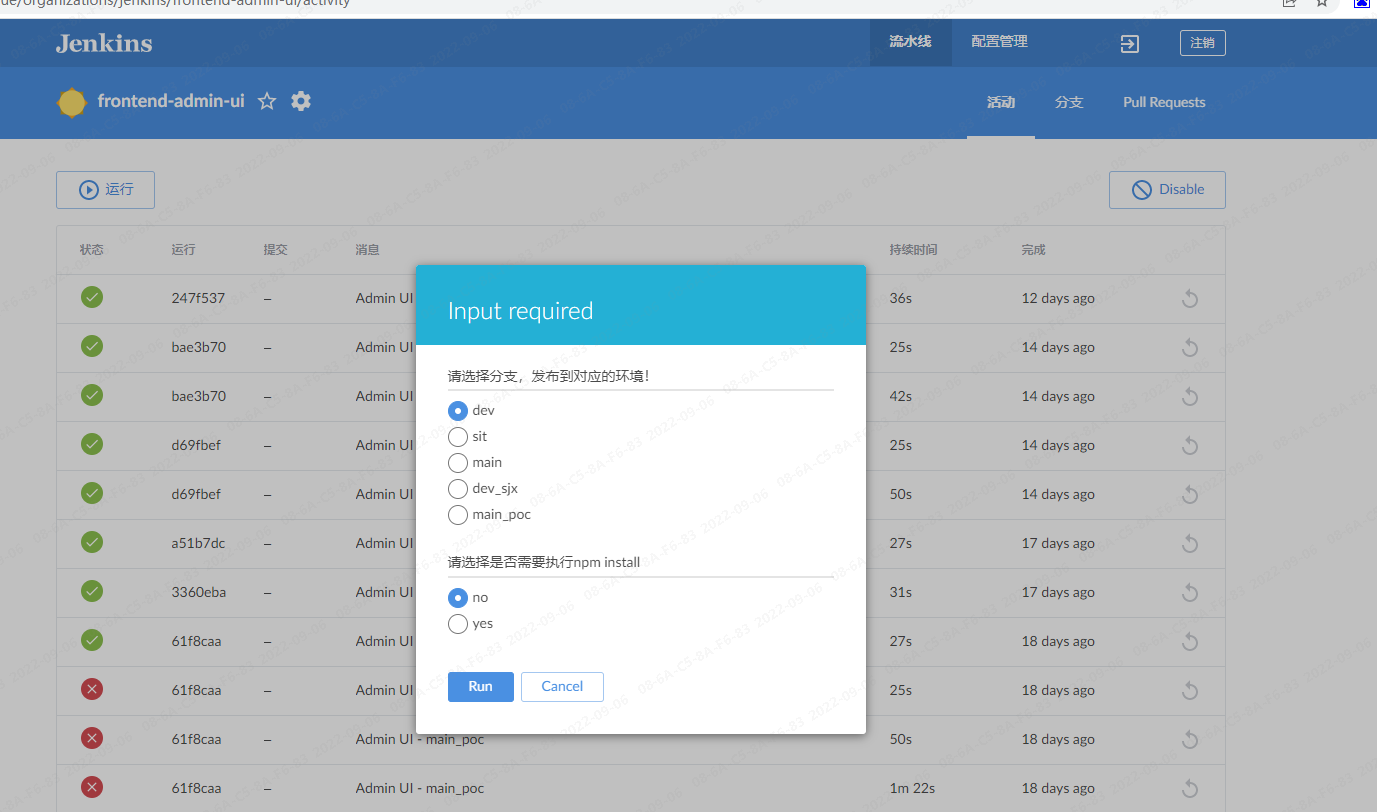 ue/organizations/jenkins/frontend-admin-ui/activity
Jenkins 流水线 配置管理 注销
frontend-admin-ui 活动 分支 Pull Requests
运行 Disable
状态 运行 提交 消息 持续时间 完成
247f537 – Admin UI 36s 12 days ago
bae3b70 – Admin UI 25s 14 days ago
bae3b70 – Admin UI 42s 14 days ago
d69fbef – Admin UI 25s 14 days ago
d69fbef – Admin UI 50s 14 days ago
a51b7dc – Admin UI 27s 17 days ago
3360eba – Admin UI 31s 17 days ago
61f8caa – Admin UI 27s 18 days ago
61f8caa – Admin UI 25s 18 days ago
61f8caa – Admin UI - main_poc 50s 18 days ago
61f8caa – Admin UI - main_poc 1m 22s 18 days ago
Input required
请选择分支，发布到对应的环境！
dev
sit
main
dev_sjx
main_poc
请选择是否需要执行npm install
no
yes
Run Cancel
08-6A-C5-8A-F6-B3 2022-09-06